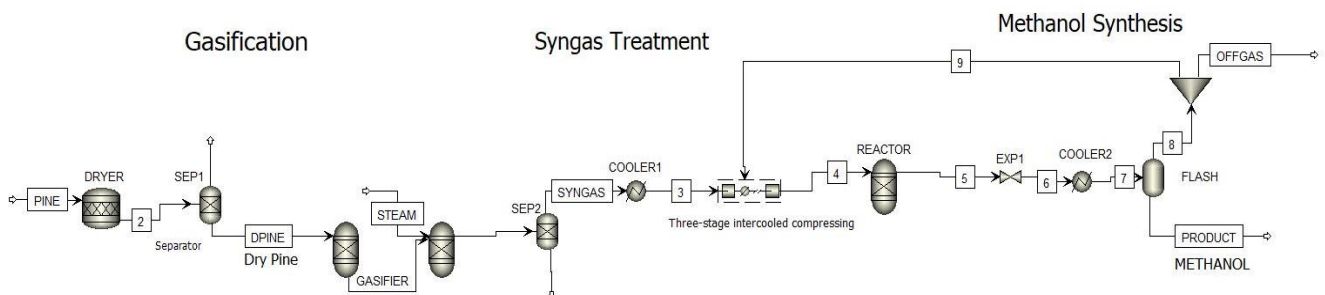 Gasification
Syngas Treatment
Methanol Synthesis
9
OFFGAS
8
PINE
DRYER
2
SEP1
Separator
DPINE
Dry Pine
STEAM
GASIFIER
SEP2
SYNGAS
COOLER1
3
Three-stage intercooled compressing
4
REACTOR
5
EXP1
6
COOLER2
7
FLASH
PRODUCT
METHANOL